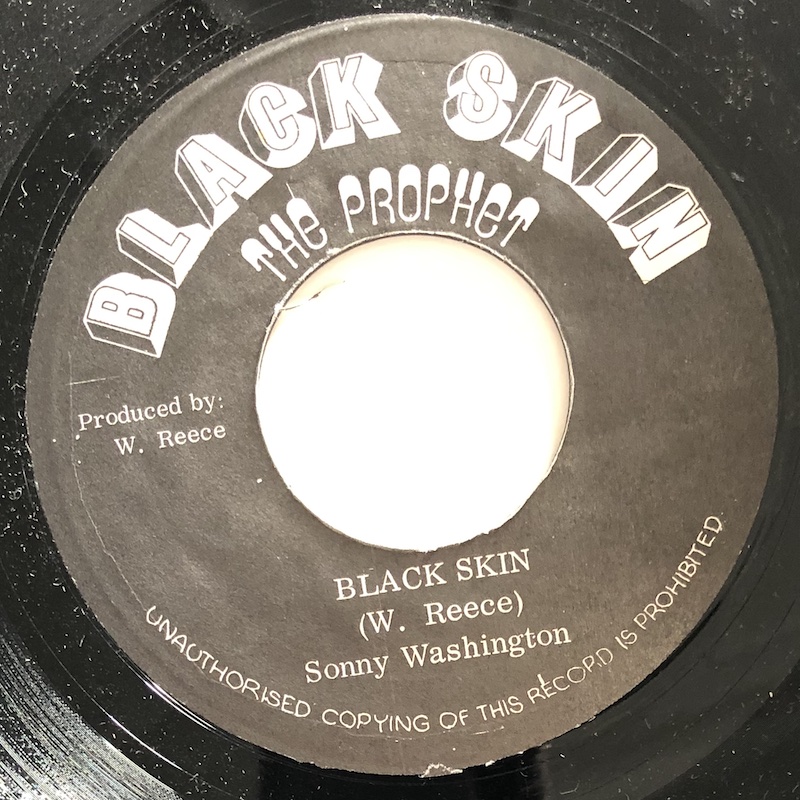 BLACK SKIN
THE PROPHET
Produced by:
W. Reece
BLACK SKIN
(W. Reece)
Sonny Washington
UNAUTHORISED COPYING OF THIS RECORD IS PROHIBITED